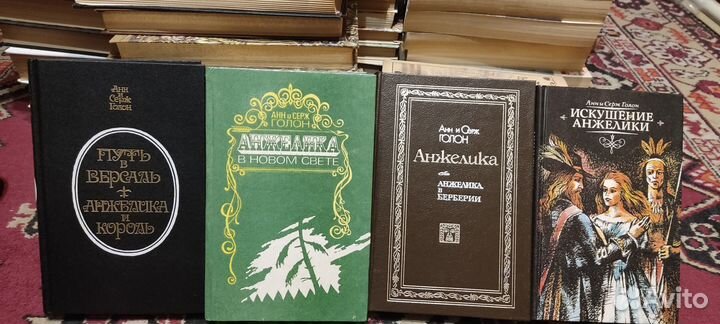 Анн
и
Серж
Голон
ПУТЬ
В
ВЕРСАЛЬ
АНЖЕЛИКА
И
КОРОЛЬ
АНН и СЕРЖ
ГОЛОН
АНЖЕЛИКА
В НОВОМ СВЕТЕ
Анн и Серж
ГОЛОН
Анжелика
АНЖЕЛИКА
В
БЕРБЕРИИ
Анн и Серж Голон
ИСКУШЕНИЕ
АНЖЕЛИКИ
Avito